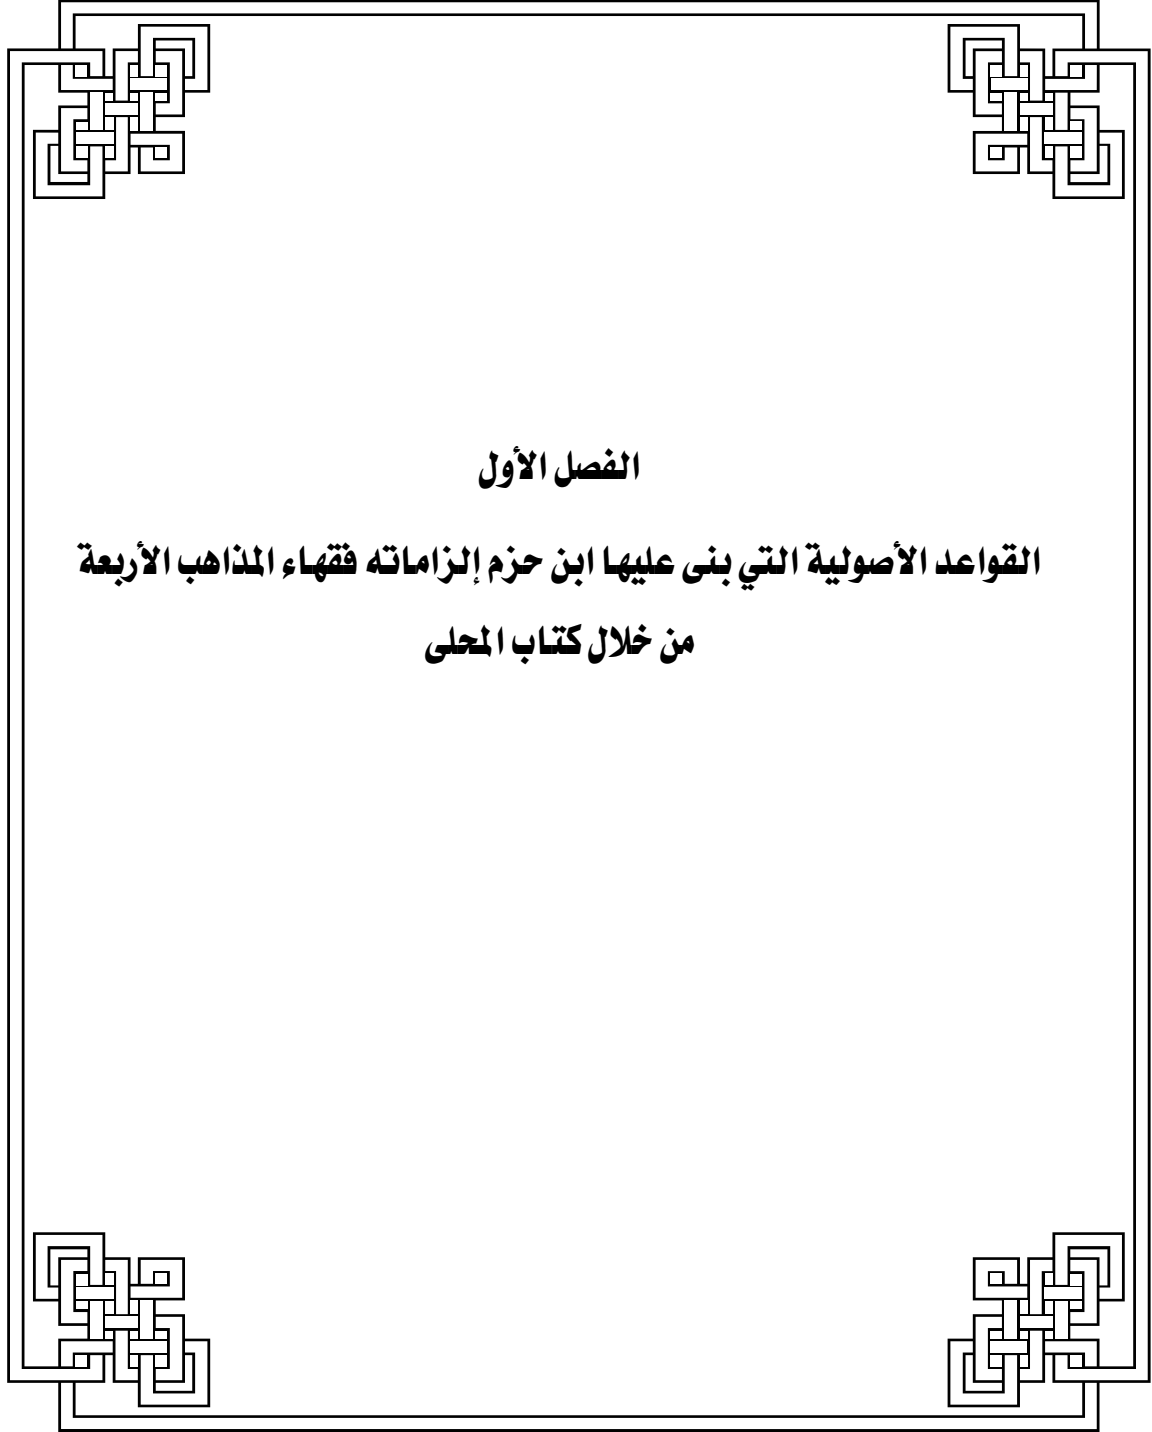 الفصل الأول
القواعد الأصولية التي بنى عليها ابن حزم إلزاماته فقهاء المذاهب الأربعة
من خلال كتاب المحلى